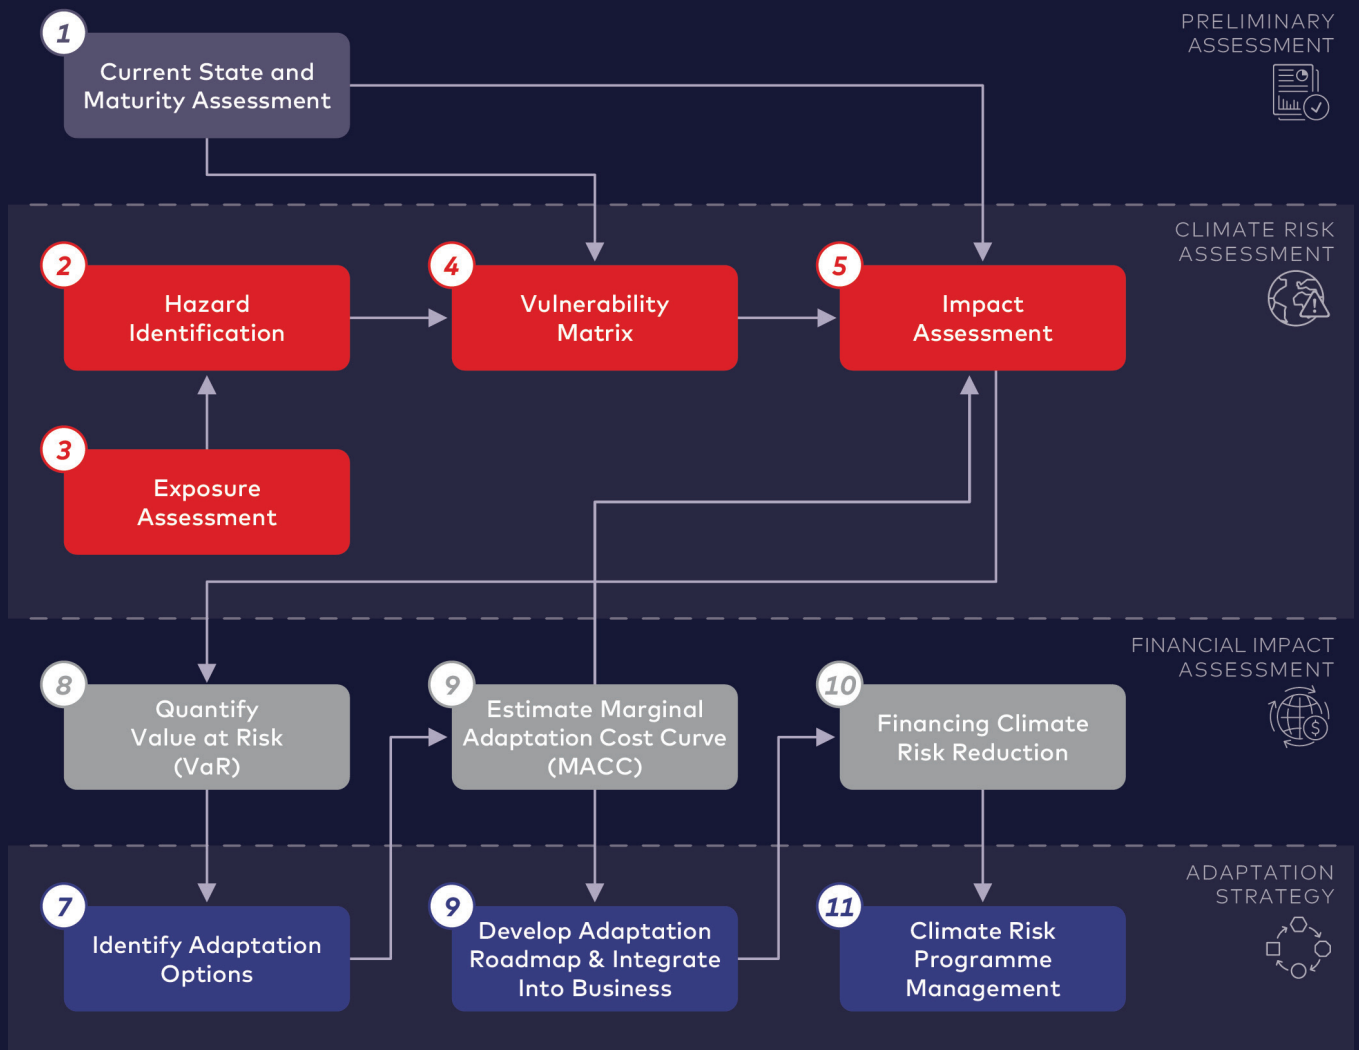 PRELIMINARY
ASSESSMENT
1
Current State and
Maturity Assessment
CLIMATE RISK
ASSESSMENT
2
Hazard
Identification
4
Vulnerability
Matrix
5
Impact
Assessment
3
Exposure
Assessment
FINANCIAL IMPACT
ASSESSMENT
8
Quantify
Value at Risk
(VaR)
9
Estimate Marginal
Adaptation Cost Curve
(MACC)
10
Financing Climate
Risk Reduction
ADAPTATION
STRATEGY
7
Identify Adaptation
Options
9
Develop Adaptation
Roadmap & Integrate
Into Business
11
Climate Risk
Programme
Management